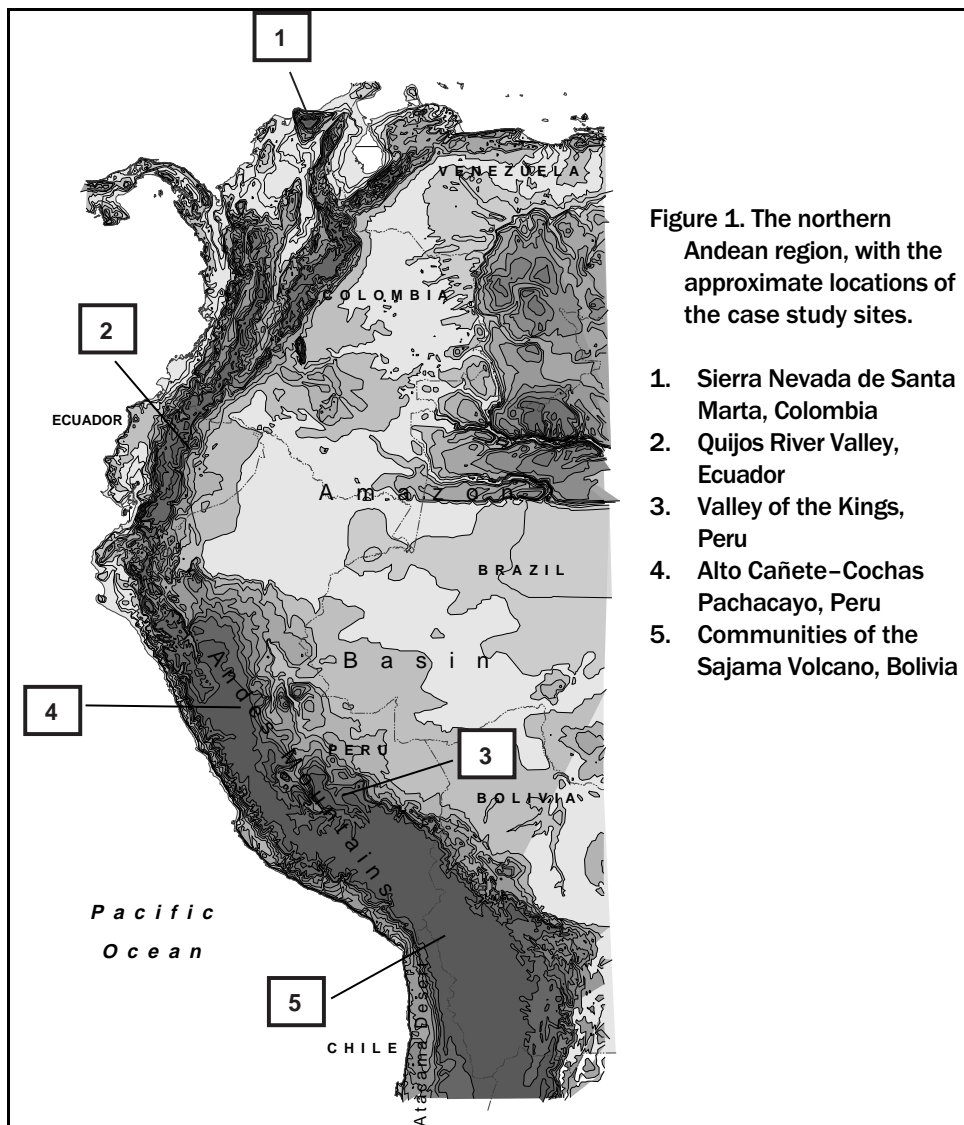 1
VENEZUELA
COLOMBIA
2
ECUADOR
Amazon
BRAZIL
Basin
4
Andes Mountains
PERU
3
BOLIVIA
Pacific
Ocean
5
CHILE
Atacama Desert
Figure 1. The northern
Andean region, with the
approximate locations of
the case study sites.
1. Sierra Nevada de Santa
Marta, Colombia
2. Quijos River Valley,
Ecuador
3. Valley of the Kings,
Peru
4. Alto Cañete–Cochas
Pachacayo, Peru
5. Communities of the
Sajama Volcano, Bolivia